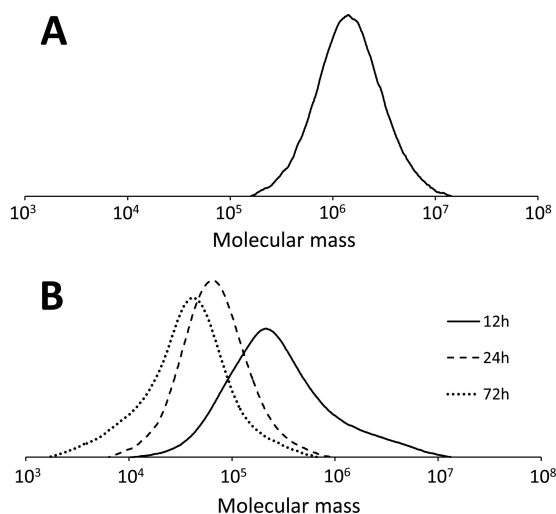 A
10³ 10⁴ 10⁵ 10⁶ 10⁷ 10⁸
Molecular mass
B
12h
24h
72h
10³ 10⁴ 10⁵ 10⁶ 10⁷ 10⁸
Molecular mass